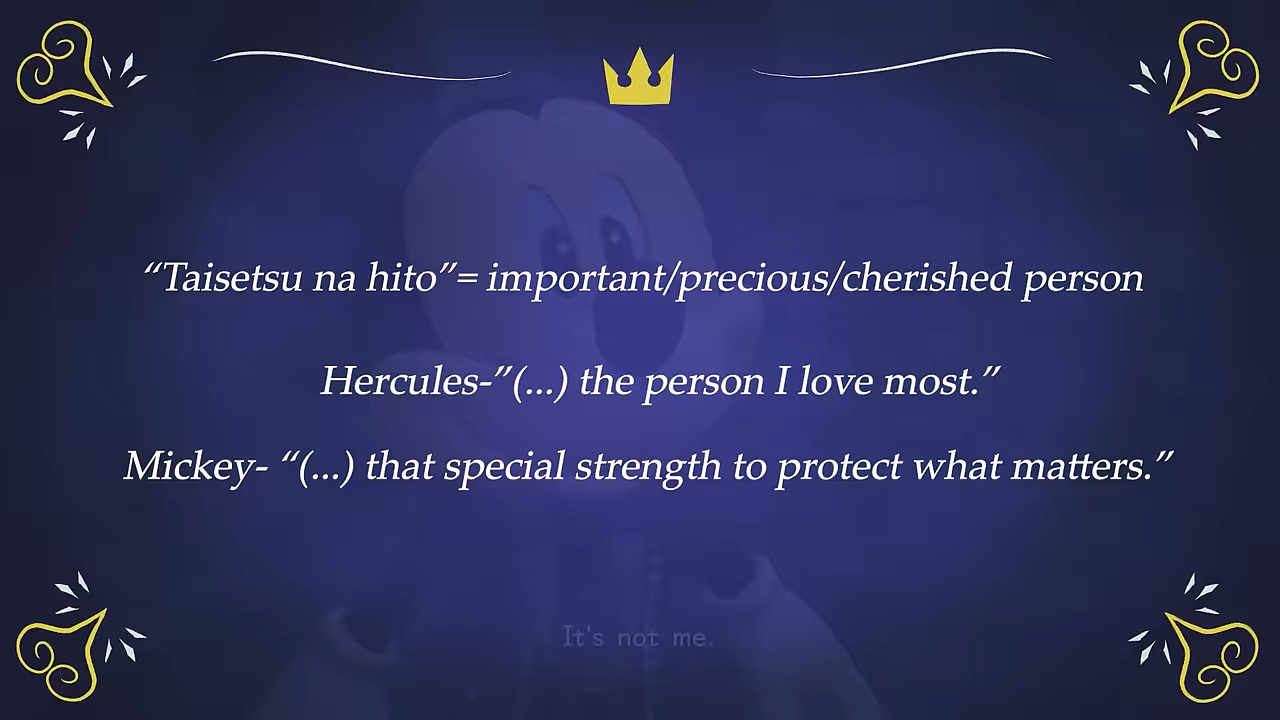 “Taisetsu na hito”= important/precious/cherished person
Hercules-”(...) the person I love most.”
Mickey- “(...) that special strength to protect what matters.”
It's not me.